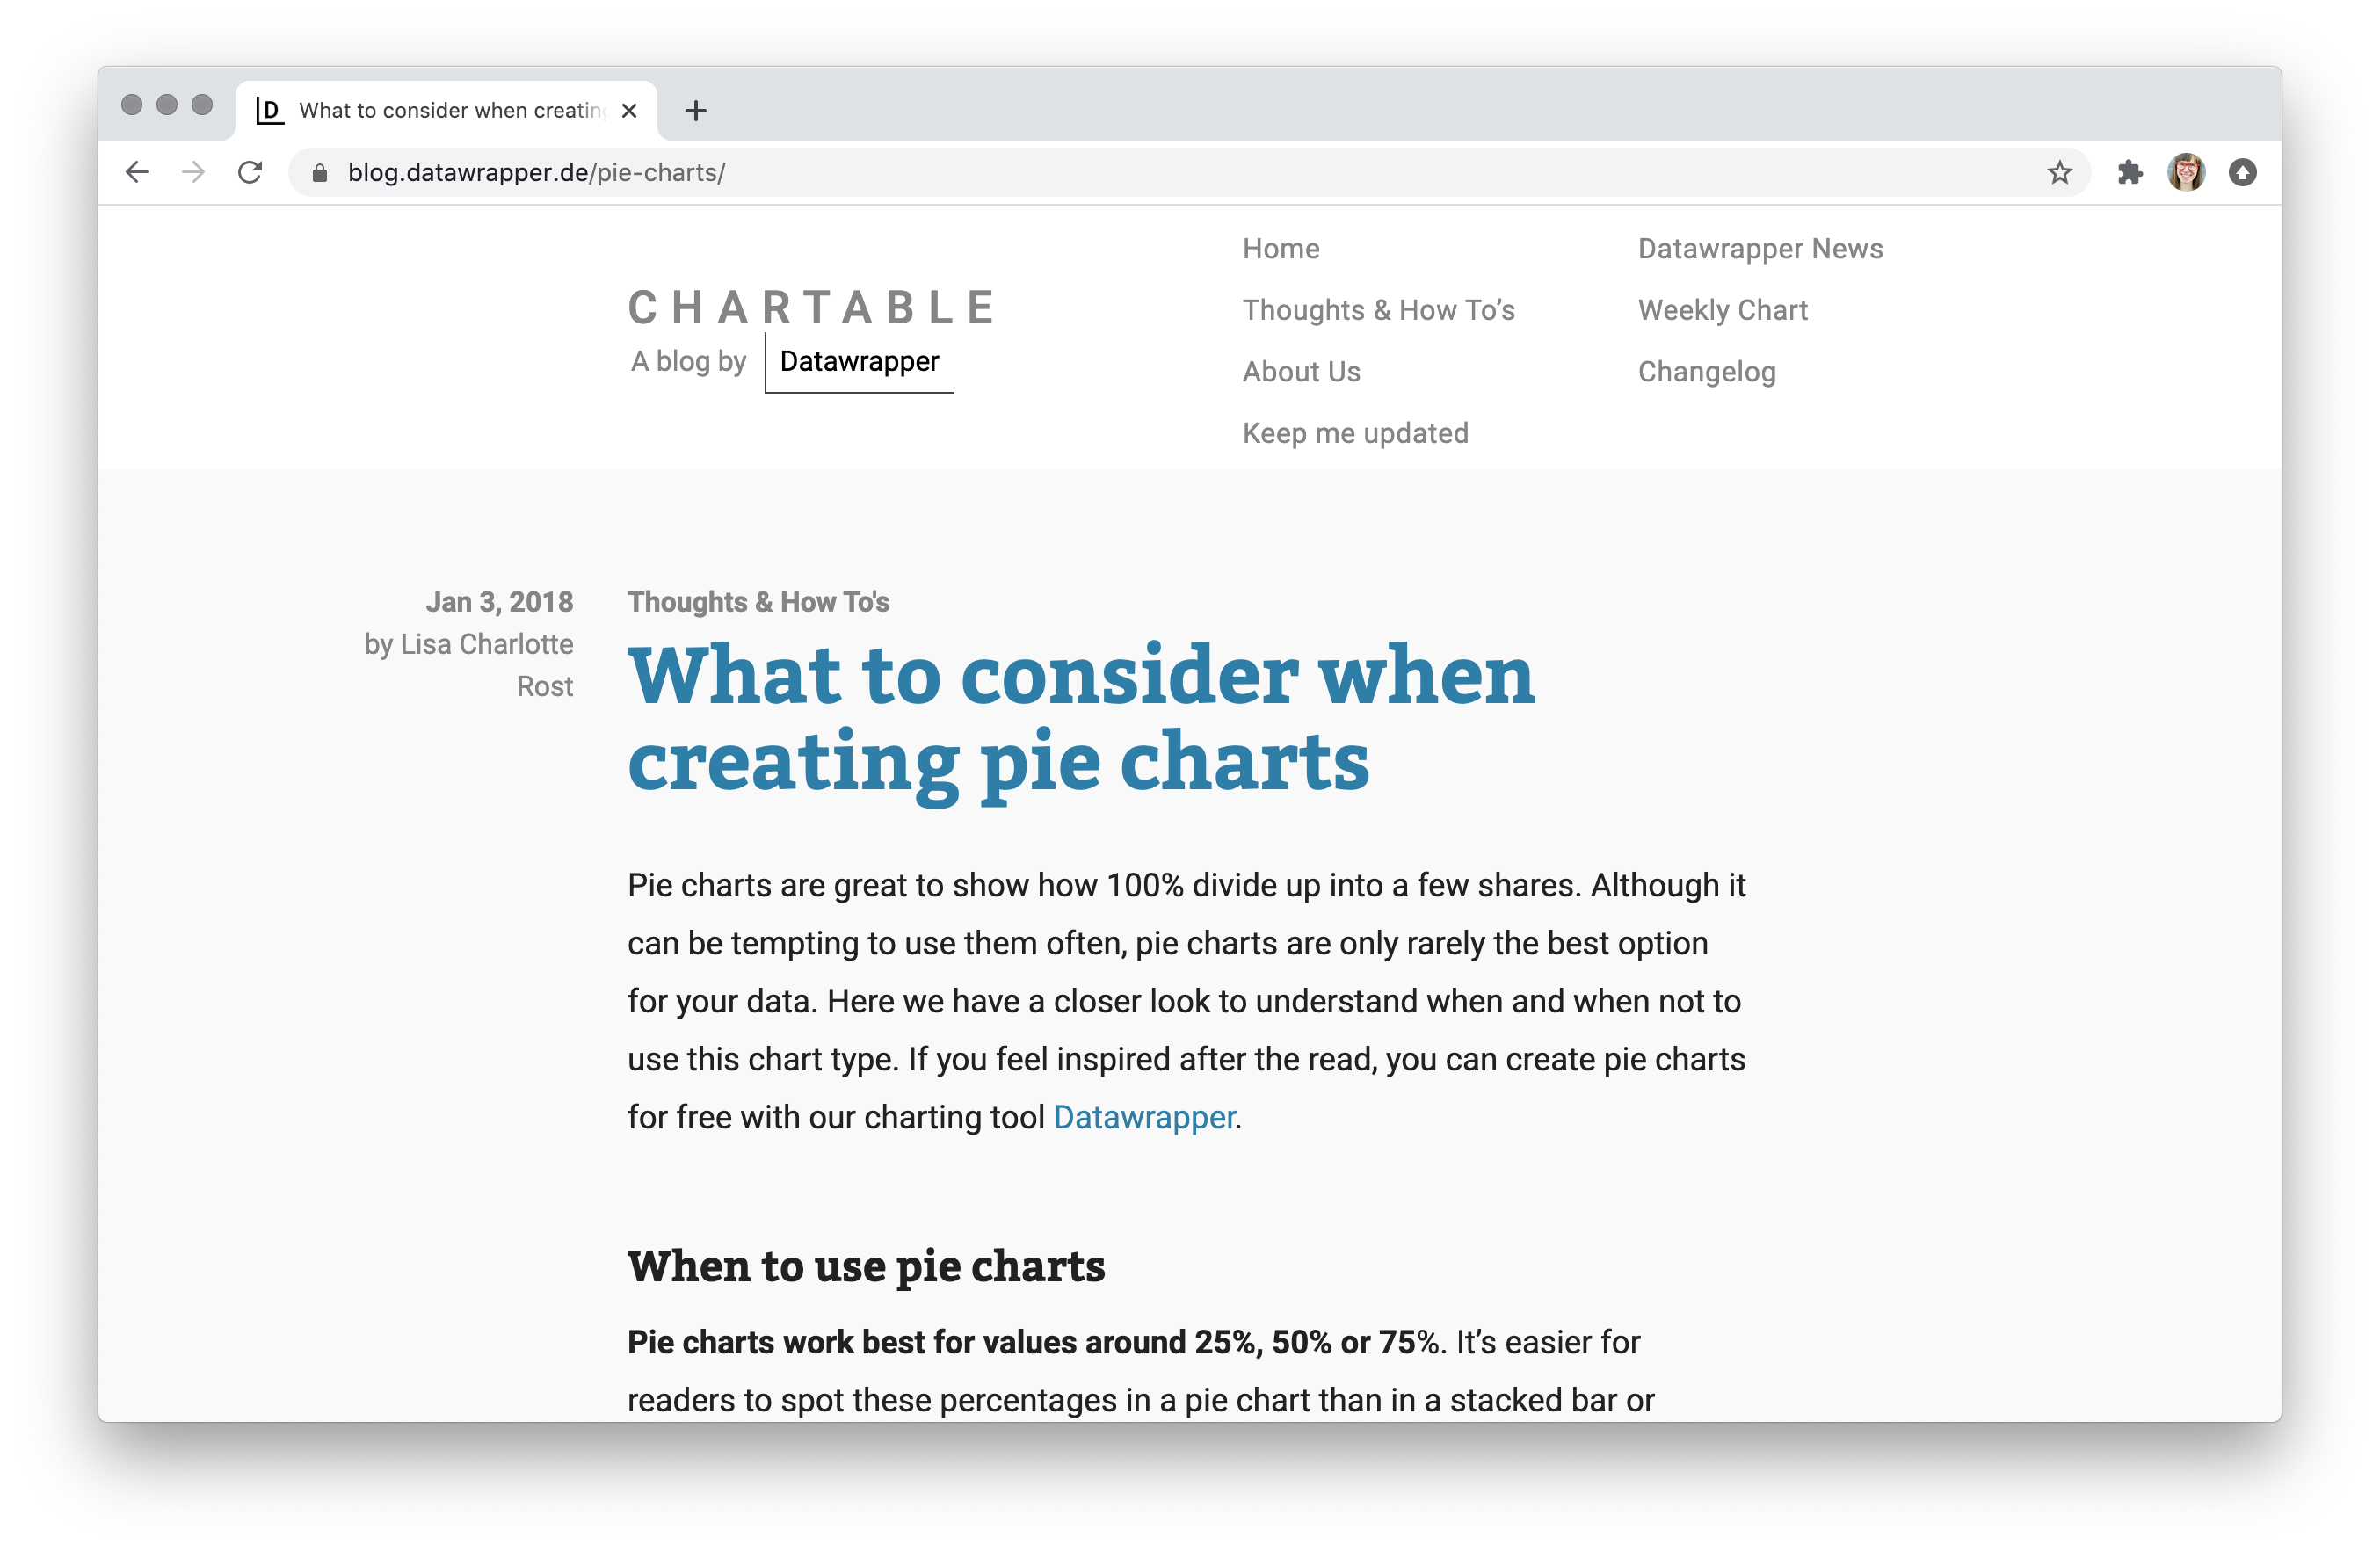 D What to consider when creating
blog.datawrapper.de/pie-charts/
CHARTABLE
A blog by Datawrapper
Home
Thoughts & How To’s
About Us
Keep me updated
Datawrapper News
Weekly Chart
Changelog
Jan 3, 2018
by Lisa Charlotte
Rost
Thoughts & How To's
What to consider when
creating pie charts
Pie charts are great to show how 100% divide up into a few shares. Although it
can be tempting to use them often, pie charts are only rarely the best option
for your data. Here we have a closer look to understand when and when not to
use this chart type. If you feel inspired after the read, you can create pie charts
for free with our charting tool Datawrapper.
When to use pie charts
Pie charts work best for values around 25%, 50% or 75%. It’s easier for
readers to spot these percentages in a pie chart than in a stacked bar or